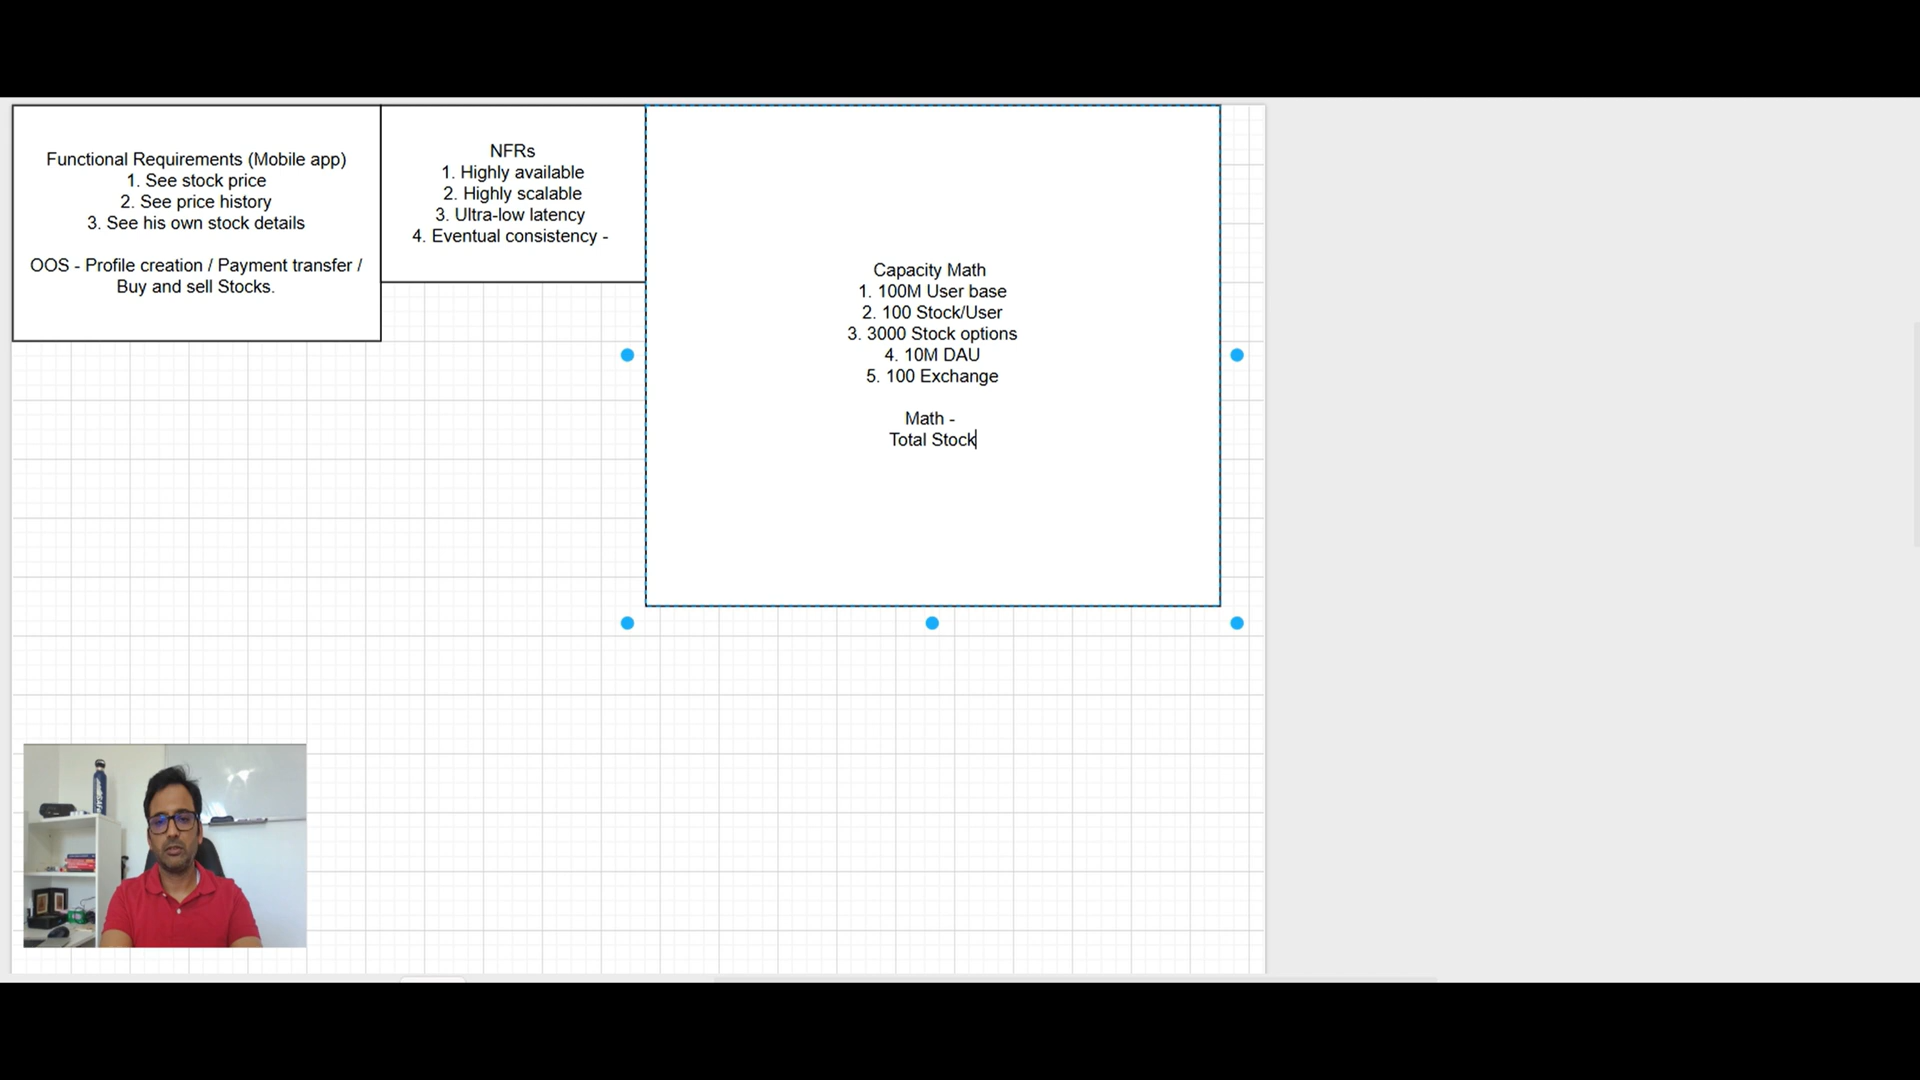 Functional Requirements (Mobile app)
1. See stock price
2. See price history
3. See his own stock details
OOS - Profile creation / Payment transfer /
Buy and sell Stocks.
NFRs
1. Highly available
2. Highly scalable
3. Ultra-low latency
4. Eventual consistency -
Capacity Math
1. 100M User base
2. 100 Stock/User
3. 3000 Stock options
4. 10M DAU
5. 100 Exchange
Math -
Total Stock